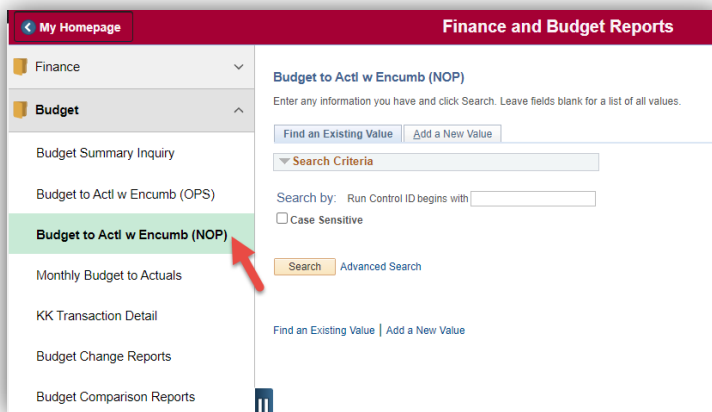 My Homepage
Finance and Budget Reports
Finance
Budget
Budget Summary Inquiry
Budget to Actl w Encumb (OPS)
Budget to Actl w Encumb (NOP)
Monthly Budget to Actuals
KK Transaction Detail
Budget Change Reports
Budget Comparison Reports
Budget to Actl w Encumb (NOP)
Enter any information you have and click Search. Leave fields blank for a list of all values.
Find an Existing Value Add a New Value
Search Criteria
Search by: Run Control ID begins with
Case Sensitive
Search Advanced Search
Find an Existing Value | Add a New Value